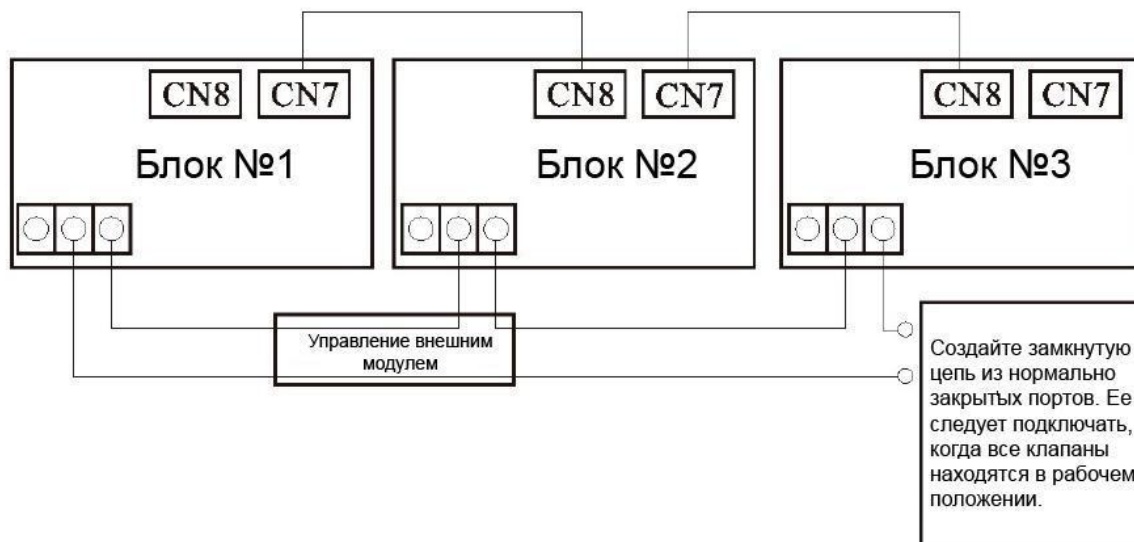 CN8 CN7 CN8 CN7 CN8 CN7
Блок №1 Блок №2 Блок №3
Управление внешним
модулем
Создайте замкнутую
цепь из нормально
закрытых портов. Ее
следует подключать,
когда все клапаны
находятся в рабочем
положении.